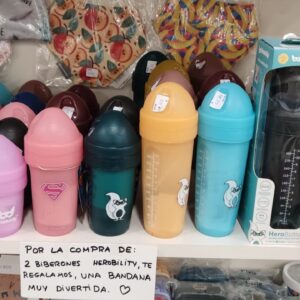 POR LA COMPRA DE:
2 BIBERONES HEROBILITY, TE
REGALAMOS, UNA BANDANA
MUY DIVERTIDA. ♡